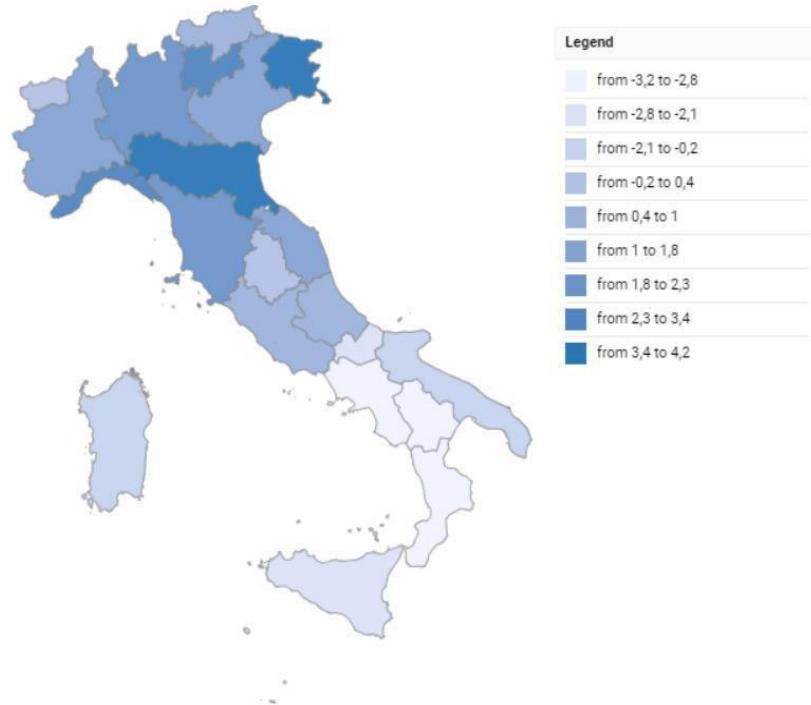 Legend
from -3,2 to -2,8
from -2,8 to -2,1
from -2,1 to -0,2
from -0,2 to 0,4
from 0,4 to 1
from 1 to 1,8
from 1,8 to 2,3
from 2,3 to 3,4
from 3,4 to 4,2